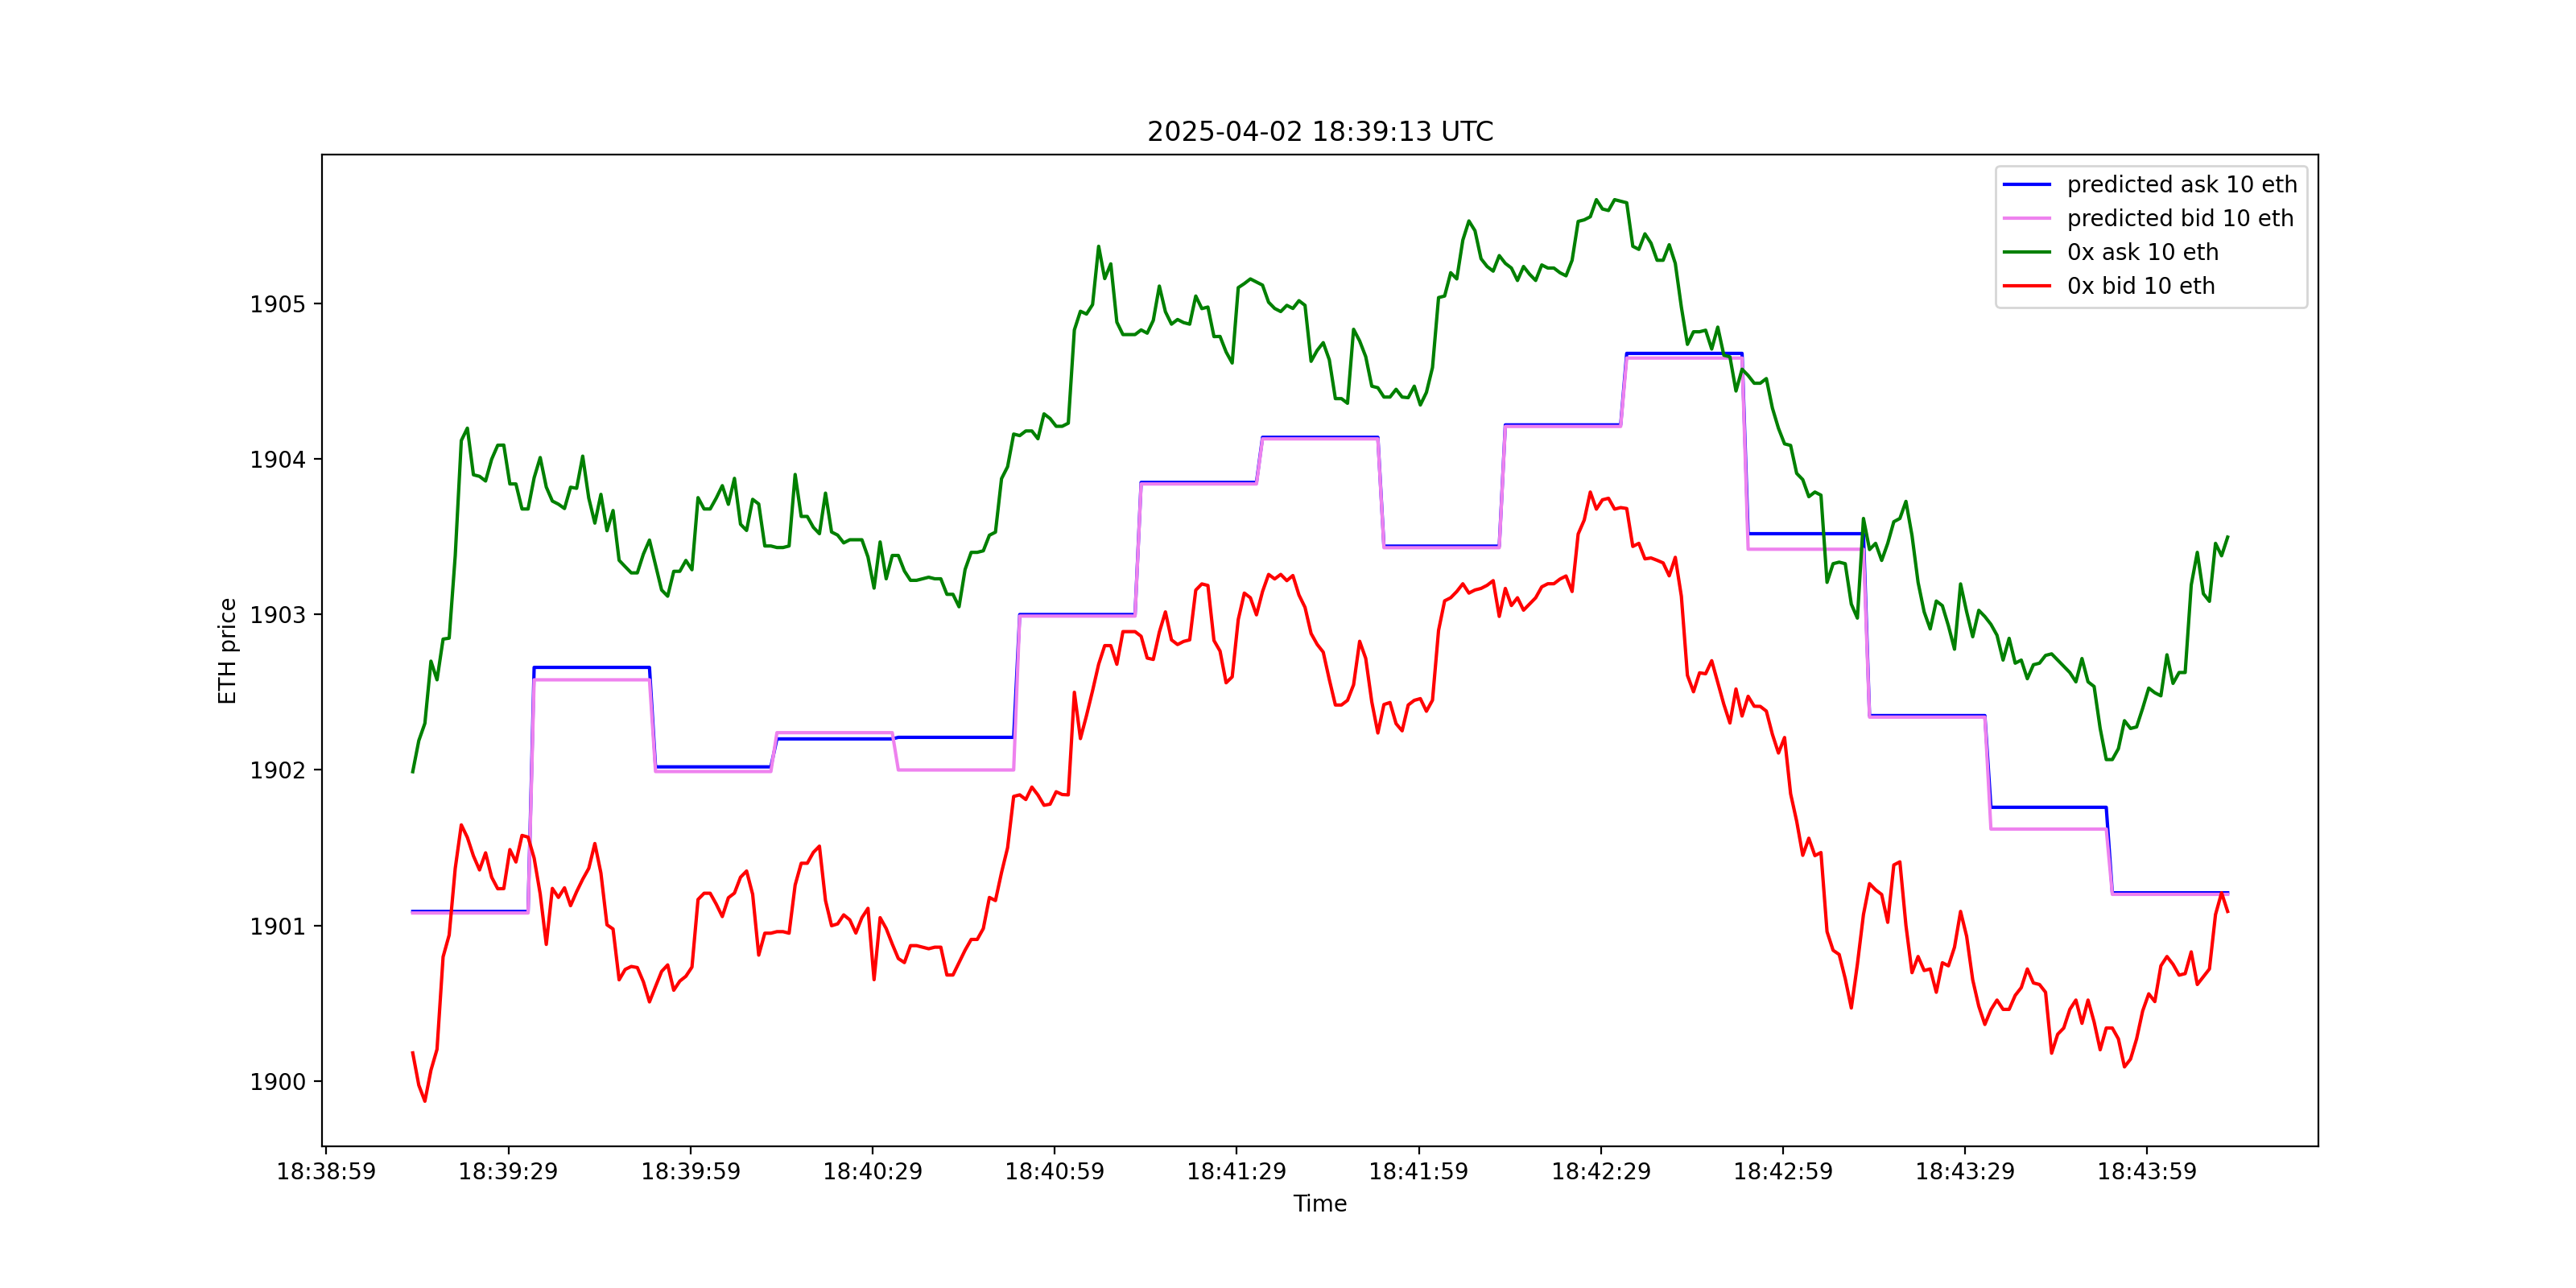 2025-04-02 18:39:13 UTC
predicted ask 10 eth
predicted bid 10 eth
0x ask 10 eth
0x bid 10 eth
ETH price
1905
1904
1903
1902
1901
1900
18:38:59 18:39:29 18:39:59 18:40:29 18:40:59 18:41:29 18:41:59 18:42:29 18:42:59 18:43:29 18:43:59
Time